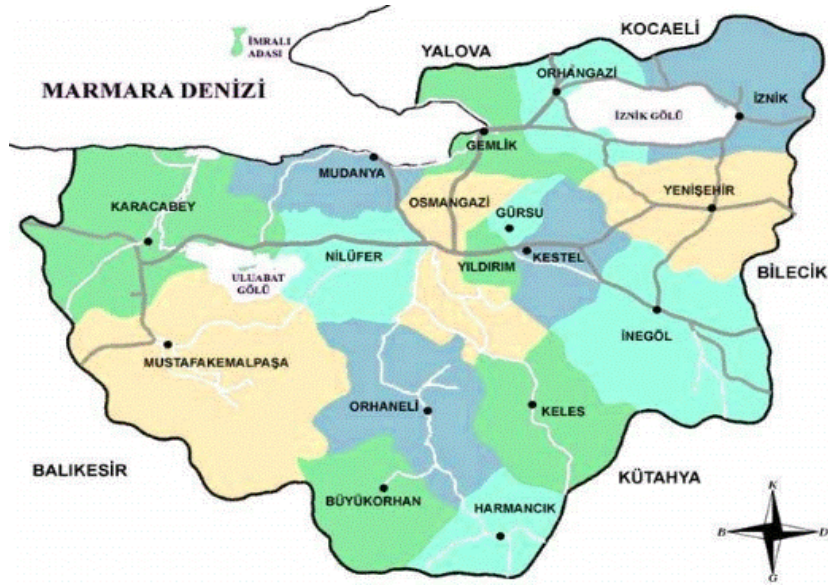 KOCAELİ
İMRALI
ADASI
YALOVA
ORHANGAZİ
MARMARA DENİZİ
İZNİK
İZNİK GÖLÜ
GEMLİK
MUDANYA
YENİŞEHİR
OSMANGAZİ
KARACABEY
GÜRSU
NİLÜFER
YILDIRIM
KESTEL
BİLECİK
ULUABAT
GÖLÜ
İNEGÖL
MUSTAFAKEMALPAŞA
ORHANELİ
KELES
BALIKESİR
KÜTAHYA
BÜYÜKORHAN
HARMANCIK
K
B
D
G